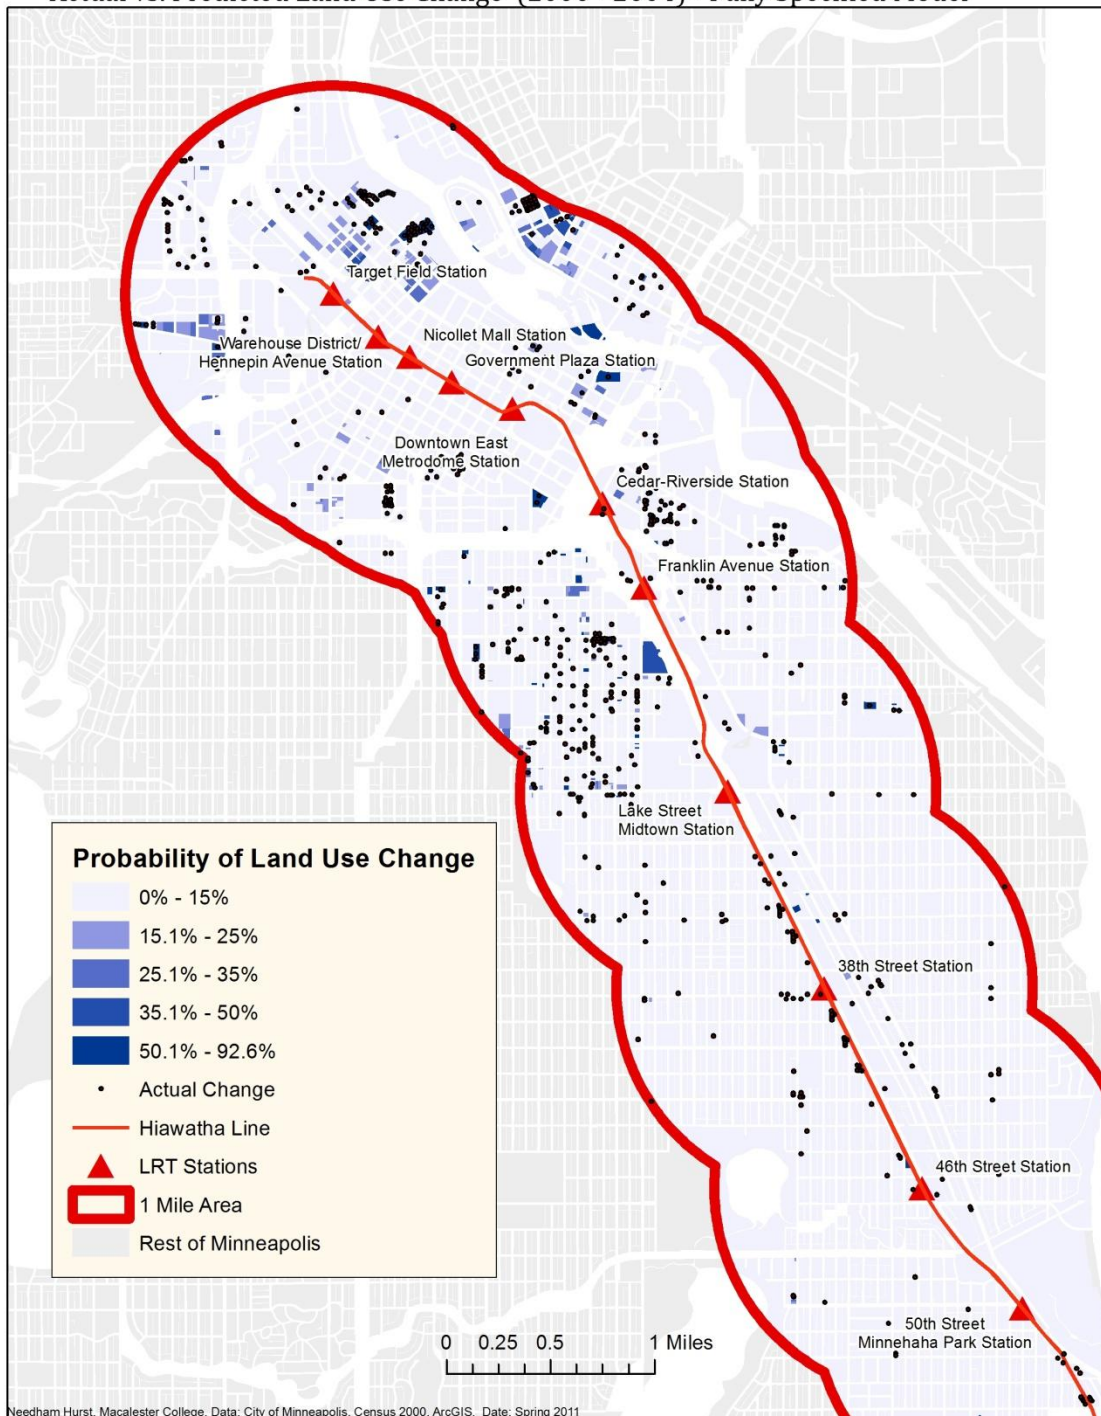 Target Field Station
Nicollet Mall Station
Warehouse District/
Hennepin Avenue Station
Government Plaza Station
Downtown East
Metrodome Station
Cedar-Riverside Station
Franklin Avenue Station
Lake Street
Midtown Station
38th Street Station
46th Street Station
50th Street
Minnehaha Park Station
Probability of Land Use Change
0% - 15%
15.1% - 25%
25.1% - 35%
35.1% - 50%
50.1% - 92.6%
Actual Change
Hiawatha Line
LRT Stations
1 Mile Area
Rest of Minneapolis
0 0.25 0.5 1 Miles
Needham Hurst, Macalester College, Data: City of Minneapolis, Census 2000, ArcGIS, Date: Spring 2011